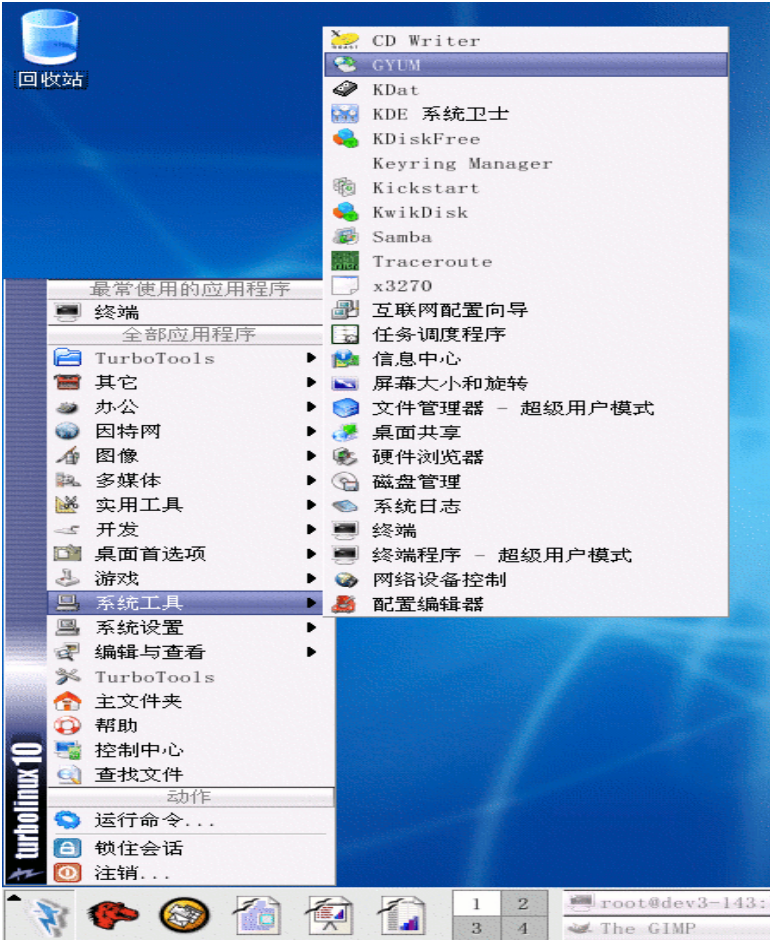 回收站
CD Writer
GYUM
KDat
KDE 系统卫士
KDiskFree
Keyring Manager
Kickstart
KwikDisk
Samba
Traceroute
x3270
互联网配置向导
任务调度程序
信息中心
屏幕大小和旋转
文件管理器 - 超级用户模式
桌面共享
硬件浏览器
磁盘管理
系统日志
终端
终端程序 - 超级用户模式
网络设备控制
配置编辑器
最常使用的应用程序
终端
全部应用程序
TurboTools
其它
办公
因特网
图像
多媒体
实用工具
开发
桌面首选项
游戏
系统工具
系统设置
编辑与查看
TurboTools
主文件夹
帮助
控制中心
查找文件
动作
运行命令...
锁住会话
注销...
turbolinux 10
1 2
3 4
root@dev3-143:
The GIMP